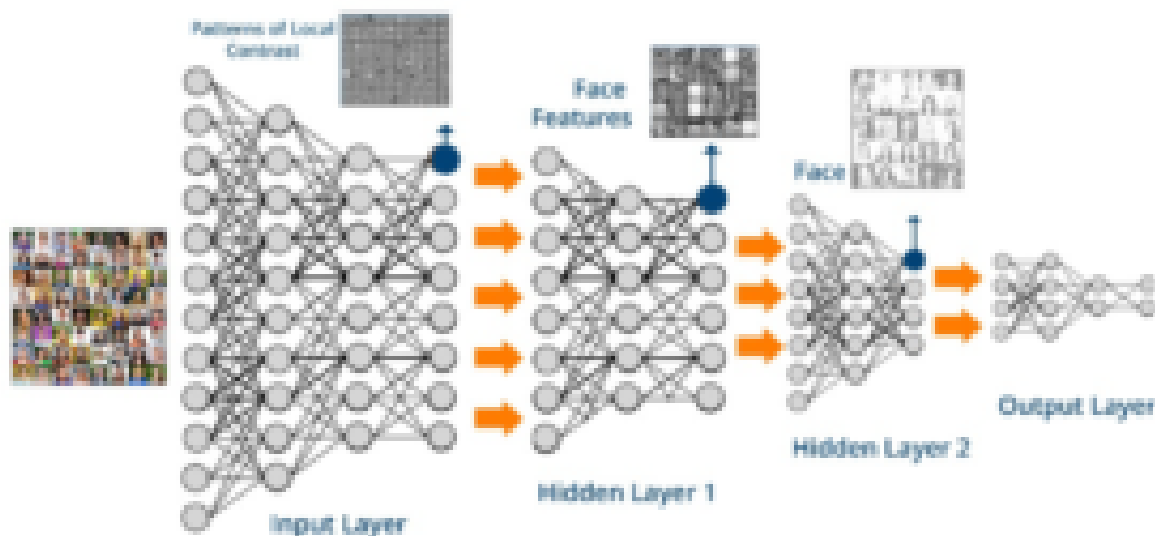 Patterns of Local
Contrast
Face
Features
Face
Output Layer
Hidden Layer 2
Hidden Layer 1
Input Layer